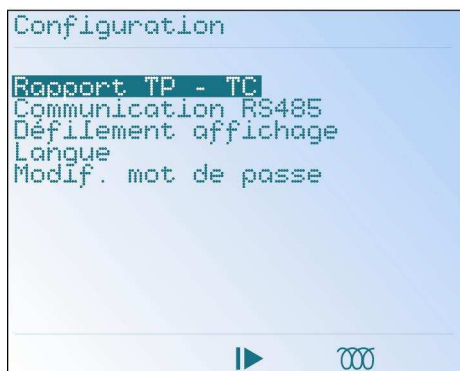 Configuration
Rapport TP - TC
Communication RS485
Défilement affichage
Langue
Modif. mot de passe